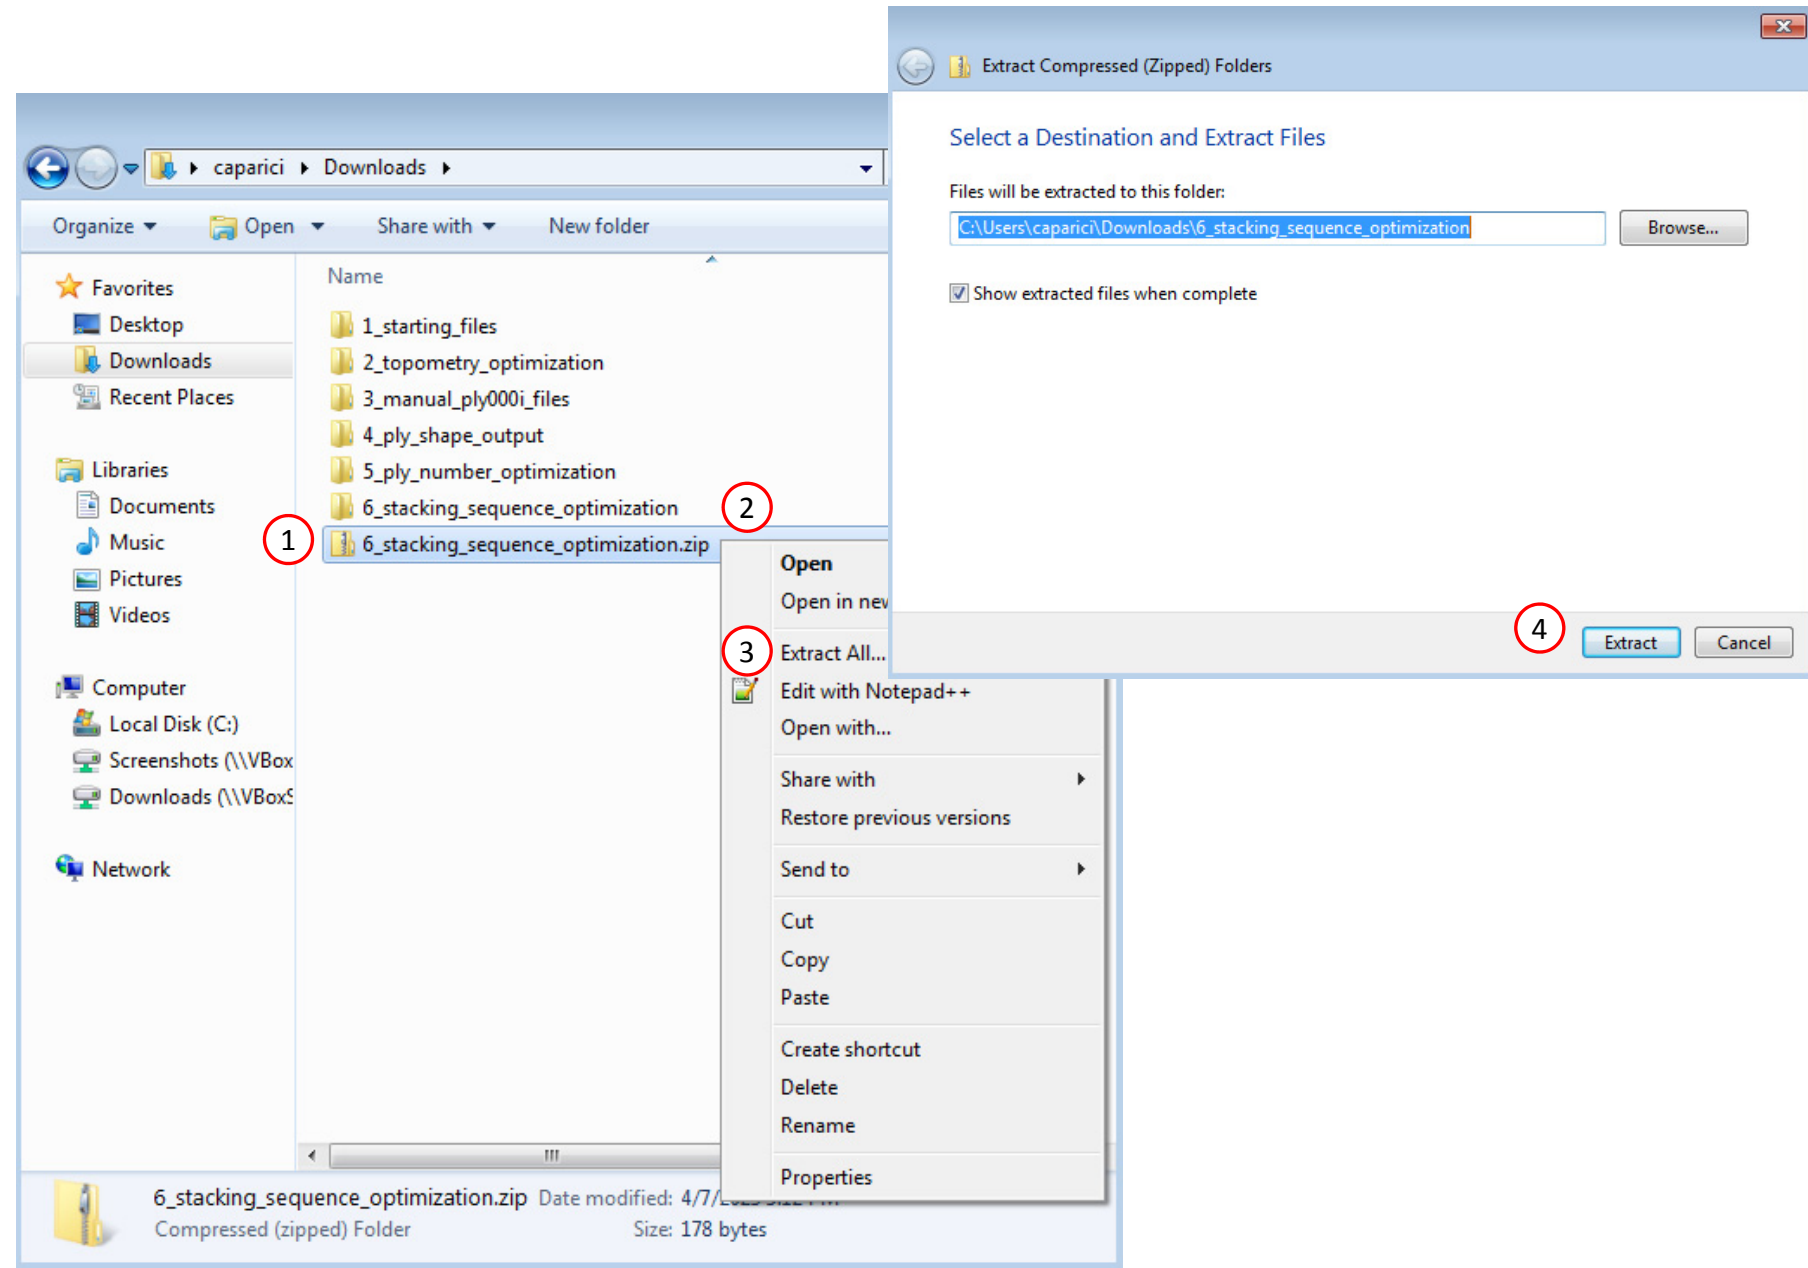 Extract Compressed (Zipped) Folders
Select a Destination and Extract Files
Files will be extracted to this folder:
C:\Users\caparici\Downloads\6_stacking_sequence_optimization
Browse...
Show extracted files when complete
4
Extract
Cancel
caparici
Downloads
Organize
Open
Share with
New folder
Favorites
Desktop
Downloads
Recent Places
Libraries
Documents
Music
Pictures
Videos
Computer
Local Disk (C:)
Screenshots (\\VBox
Downloads (\\VBoxS
Network
Name
1_starting_files
2_topometry_optimization
3_manual_ply000i_files
4_ply_shape_output
5_ply_number_optimization
6_stacking_sequence_optimization
1
6_stacking_sequence_optimization.zip
2
Open
Open in new
3
Extract All...
Edit with Notepad++
Open with...
Share with
Restore previous versions
Send to
Cut
Copy
Paste
Create shortcut
Delete
Rename
Properties
6_stacking_sequence_optimization.zip Date modified: 4/7/
Compressed (zipped) Folder Size: 178 bytes